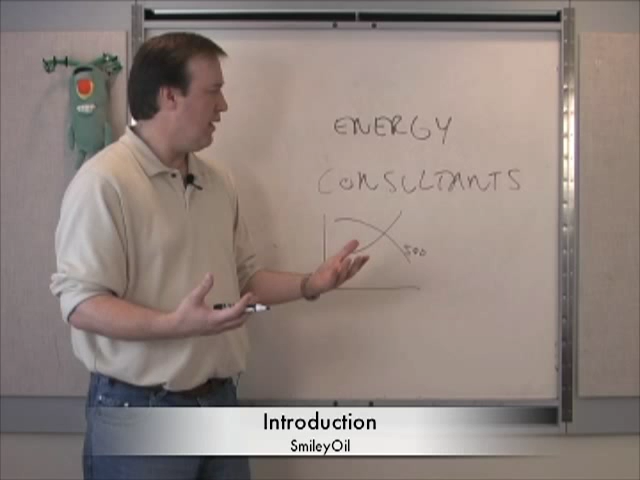 ENERGY
CONSULTANTS
500
Introduction
SmileyOil